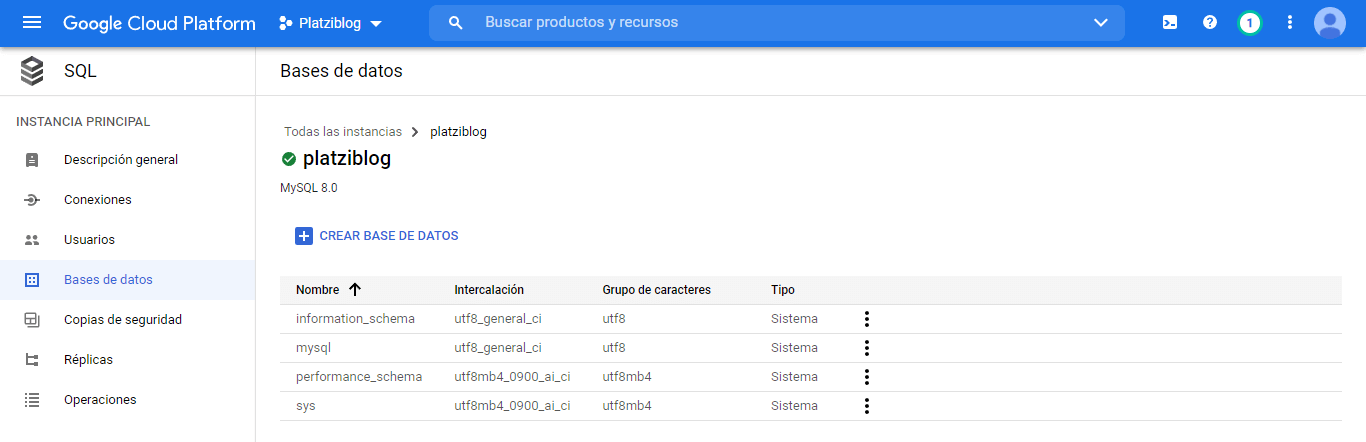 Google Cloud Platform Platziblog Buscar productos y recursos 1
SQL
Bases de datos
INSTANCIA PRINCIPAL
Descripción general
Conexiones
Usuarios
Bases de datos
Copias de seguridad
Réplicas
Operaciones
Todas las instancias platziblog
platziblog
MySQL 8.0
CREAR BASE DE DATOS
Nombre Intercalación Grupo de caracteres Tipo
information_schema utf8_general_ci utf8 Sistema
mysql utf8_general_ci utf8 Sistema
performance_schema utf8mb4_0900_ai_ci utf8mb4 Sistema
sys utf8mb4_0900_ai_ci utf8mb4 Sistema